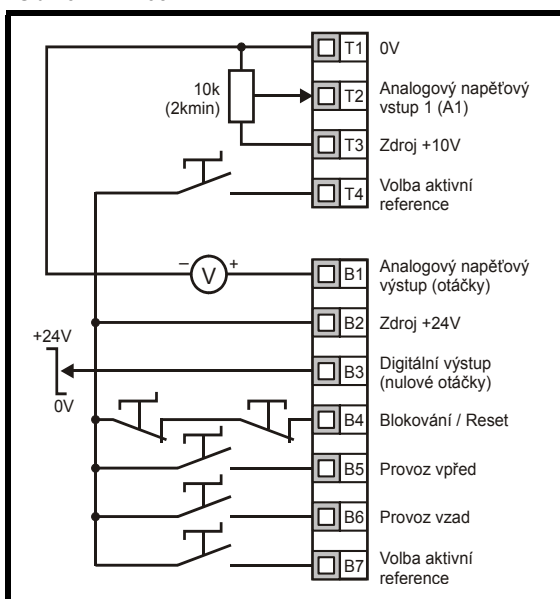 T1 0V
10k
(2kmin)
T2 Analogový napěťový
vstup 1 (A1)
T3 Zdroj +10V
T4 Volba aktivní
reference
– V +
B1 Analogový napěťový
výstup (otáčky)
B2 Zdroj +24V
+24V
0V
B3 Digitální výstup
(nulové otáčky)
B4 Blokování / Reset
B5 Provoz vpřed
B6 Provoz vzad
B7 Volba aktivní
reference